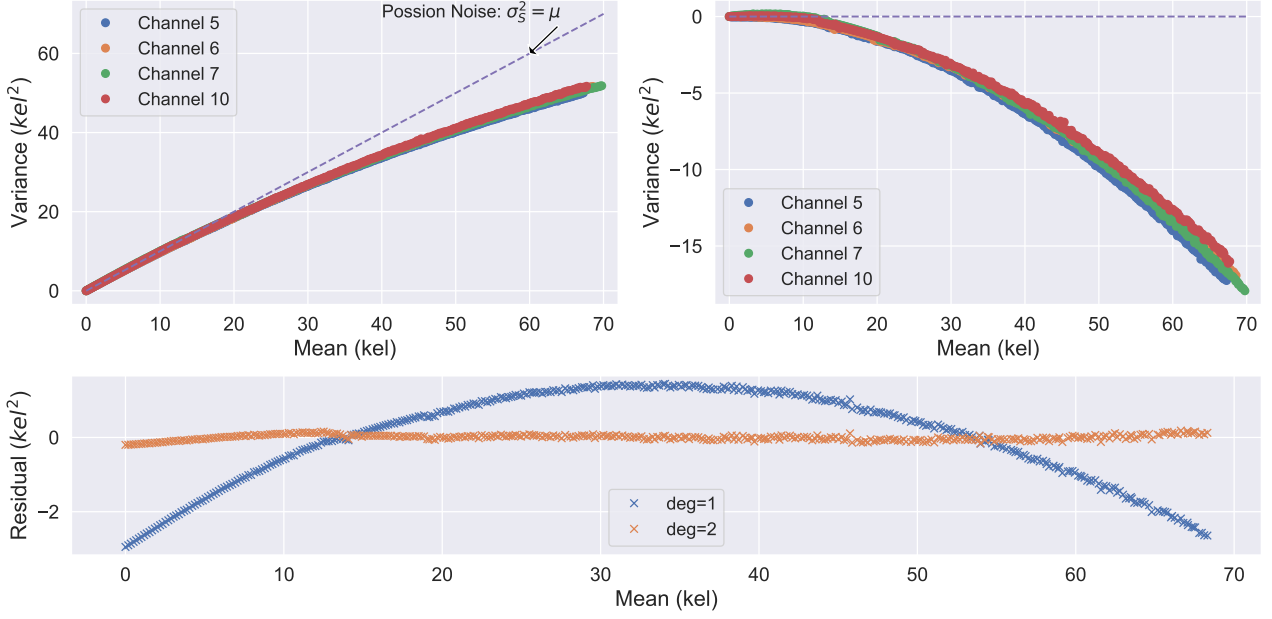 Possion Noise: σ_S^2 = μ
Channel 5
Channel 6
Channel 7
Channel 10
Variance (kel^2)
60
40
20
0
0 10 20 30 40 50 60 70
Mean (kel)
Variance (kel^2)
0
−5
−10
−15
Channel 5
Channel 6
Channel 7
Channel 10
0 10 20 30 40 50 60 70
Mean (kel)
Residual (kel^2)
0
−2
deg=1
deg=2
0 10 20 30 40 50 60 70
Mean (kel)